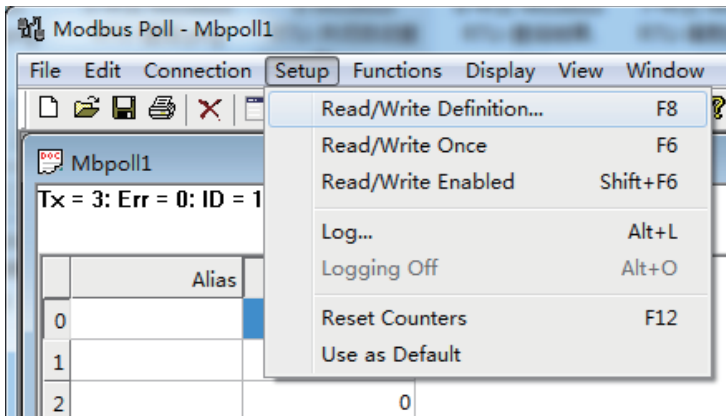 Modbus Poll - Mbpoll1
File Edit Connection Setup Functions Display View Window
Read/Write Definition... F8
Mbpoll1
Read/Write Once F6
Tx = 3: Err = 0: ID = 1
Read/Write Enabled Shift+F6
Log... Alt+L
Alias
Logging Off Alt+O
0
Reset Counters F12
1
Use as Default
2 0